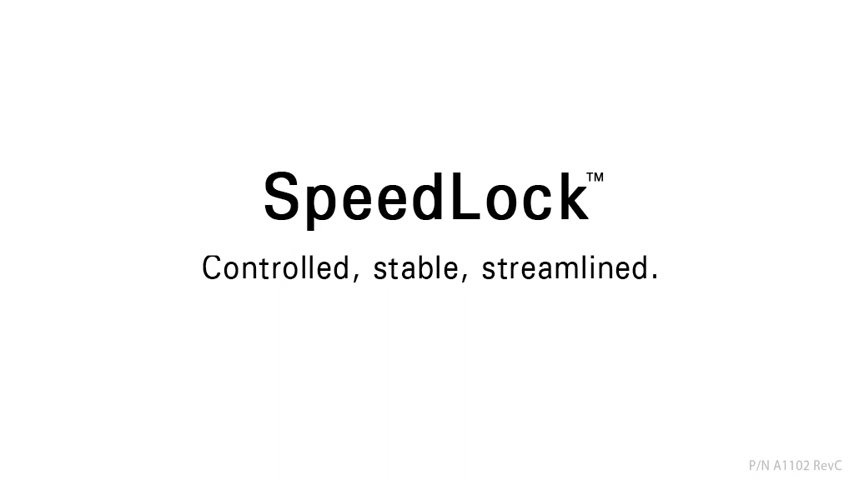 SpeedLock™
Controlled, stable, streamlined.
P/N A1102 RevC